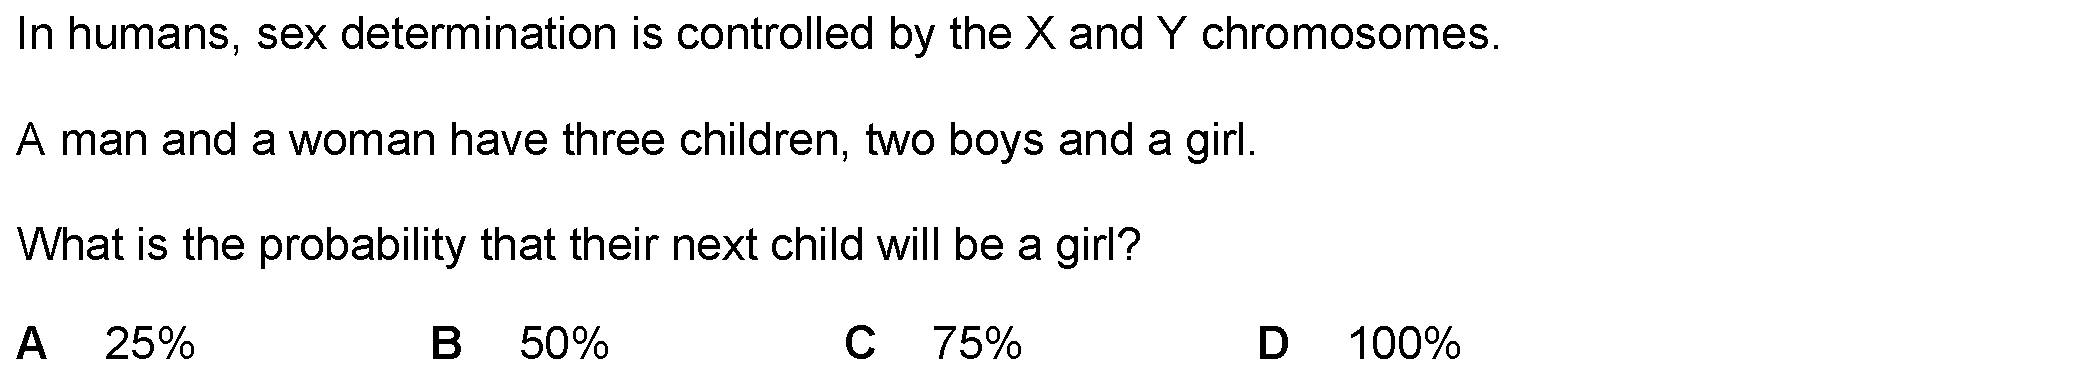 In humans, sex determination is controlled by the X and Y chromosomes.
A man and a woman have three children, two boys and a girl.
What is the probability that their next child will be a girl?
A 25% B 50% C 75% D 100%